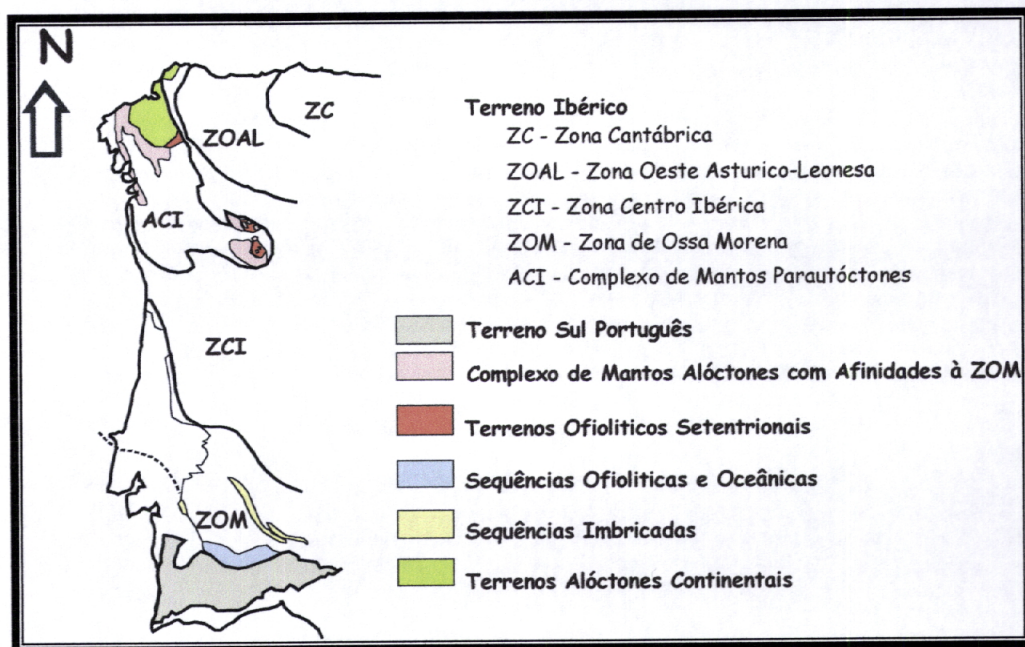 N
ZC
ZOAL
ACI
ZCI
ZOM
Terreno Ibérico
ZC - Zona Cantábrica
ZOAL - Zona Oeste Asturico-Leonesa
ZCI - Zona Centro Ibérica
ZOM - Zona de Ossa Morena
ACI - Complexo de Mantos Parautóctones
Terreno Sul Português
Complexo de Mantos Alóctones com Afinidades à ZOM
Terrenos Ofioliticos Setentrionais
Sequências Ofioliticas e Oceânicas
Sequências Imbricadas
Terrenos Alóctones Continentais